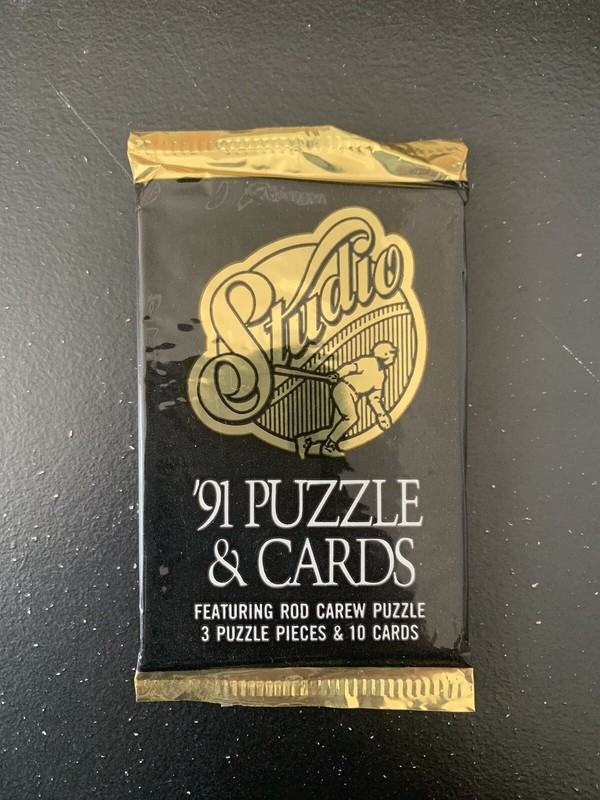 Studio
'91 PUZZLE
& CARDS
FEATURING ROD CAREW PUZZLE
3 PUZZLE PIECES & 10 CARDS